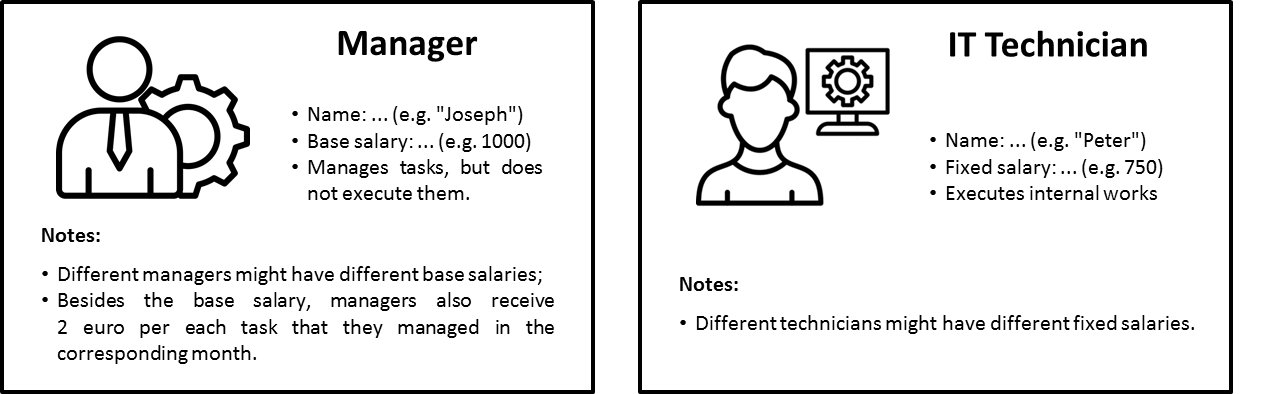 Manager
• Name: ... (e.g. "Joseph")
• Base salary: ... (e.g. 1000)
• Manages tasks, but does
not execute them.
Notes:
• Different managers might have different base salaries;
• Besides the base salary, managers also receive
2 euro per each task that they managed in the
corresponding month.
IT Technician
• Name: ... (e.g. "Peter")
• Fixed salary: ... (e.g. 750)
• Executes internal works
Notes:
• Different technicians might have different fixed salaries.